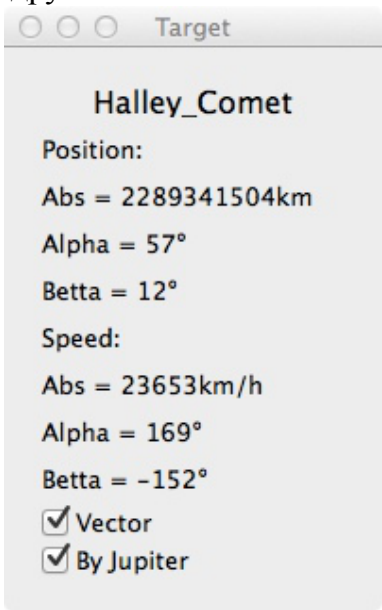 Target
Halley_Comet
Position:
Abs = 2289341504km
Alpha = 57°
Betta = 12°
Speed:
Abs = 23653km/h
Alpha = 169°
Betta = -152°
Vector
By Jupiter